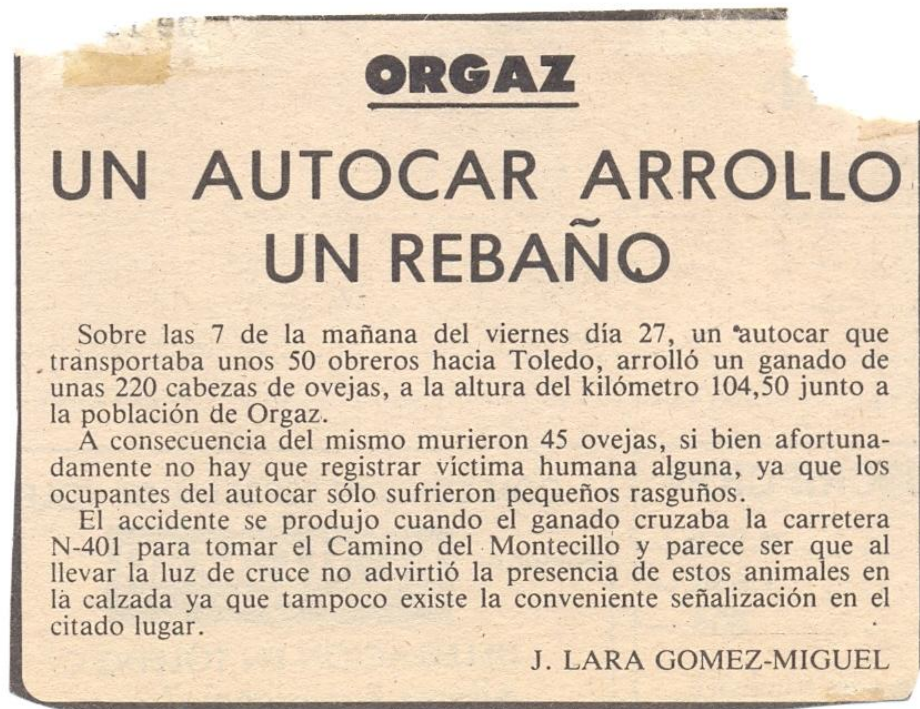 ORGAZ
UN AUTOCAR ARROLLO
UN REBAÑO
Sobre las 7 de la mañana del viernes día 27, un autocar que
transportaba unos 50 obreros hacia Toledo, arrolló un ganado de
unas 220 cabezas de ovejas, a la altura del kilómetro 104,50 junto a
la población de Orgaz.
A consecuencia del mismo murieron 45 ovejas, si bien afortuna-
damente no hay que registrar víctima humana alguna, ya que los
ocupantes del autocar sólo sufrieron pequeños rasguños.
El accidente se produjo cuando el ganado cruzaba la carretera
N-401 para tomar el Camino del Montecillo y parece ser que al
llevar la luz de cruce no advirtió la presencia de estos animales en
la calzada ya que tampoco existe la conveniente señalización en el
citado lugar.
J. LARA GOMEZ-MIGUEL